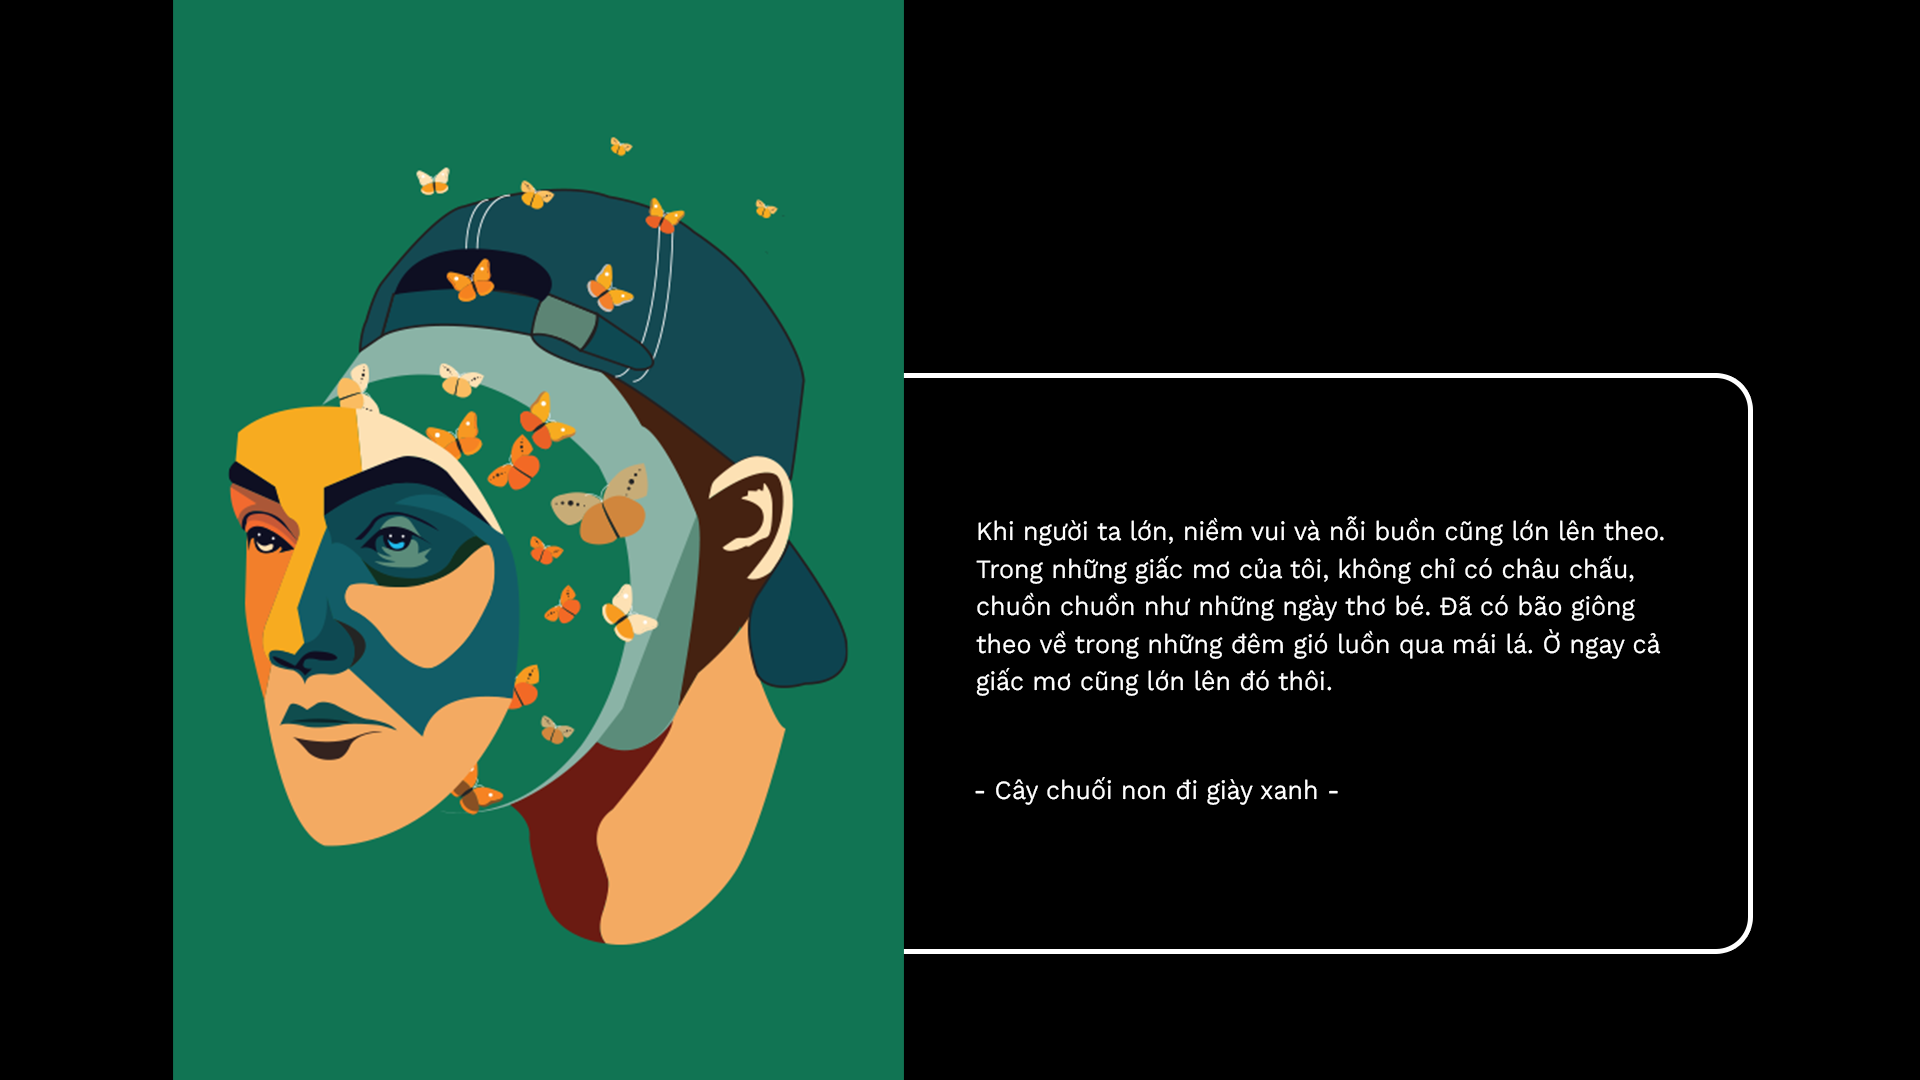 Khi người ta lớn, niềm vui và nỗi buồn cũng lớn lên theo.
Trong những giấc mơ của tôi, không chỉ có châu chấu,
chuồn chuồn như những ngày thơ bé. Đã có bão giông
theo về trong những đêm gió luồn qua mái lá. Ờ ngay cả
giấc mơ cũng lớn lên đó thôi.
- Cây chuối non đi giày xanh -